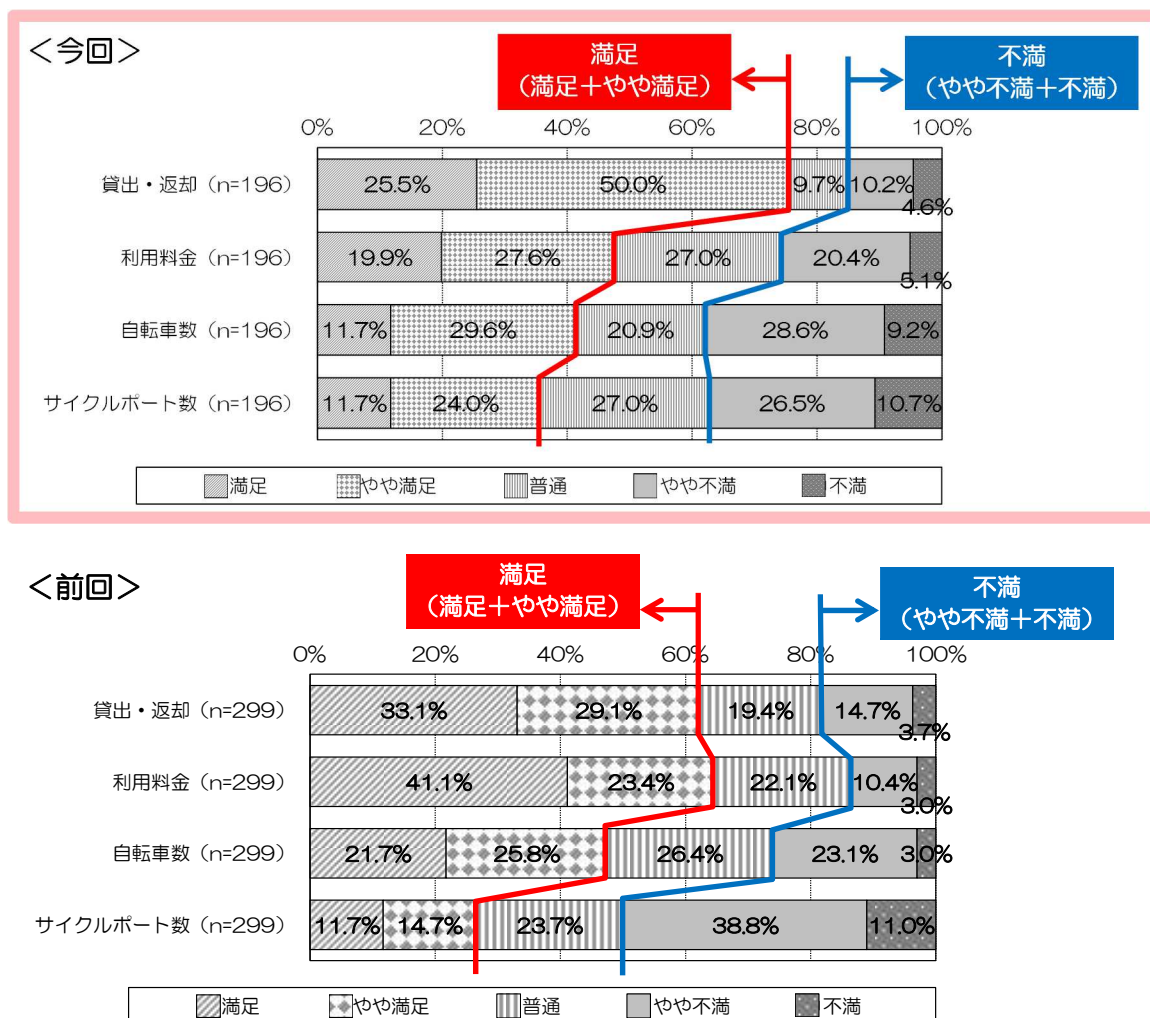 ＜今回＞
満足
（満足＋やや満足）
不満
（やや不満＋不満）
0% 20% 40% 60% 80% 100%
貸出・返却（n=196） 25.5% 50.0% 9.7% 10.2% 4.6%
利用料金（n=196） 19.9% 27.6% 27.0% 20.4% 5.1%
自転車数（n=196） 11.7% 29.6% 20.9% 28.6% 9.2%
サイクルポート数（n=196） 11.7% 24.0% 27.0% 26.5% 10.7%
満足 やや満足 普通 やや不満 不満
＜前回＞
満足
（満足＋やや満足）
不満
（やや不満＋不満）
0% 20% 40% 60% 80% 100%
貸出・返却（n=299） 33.1% 29.1% 19.4% 14.7% 3.7%
利用料金（n=299） 41.1% 23.4% 22.1% 10.4% 3.0%
自転車数（n=299） 21.7% 25.8% 26.4% 23.1% 3.0%
サイクルポート数（n=299） 11.7% 14.7% 23.7% 38.8% 11.0%
満足 やや満足 普通 やや不満 不満